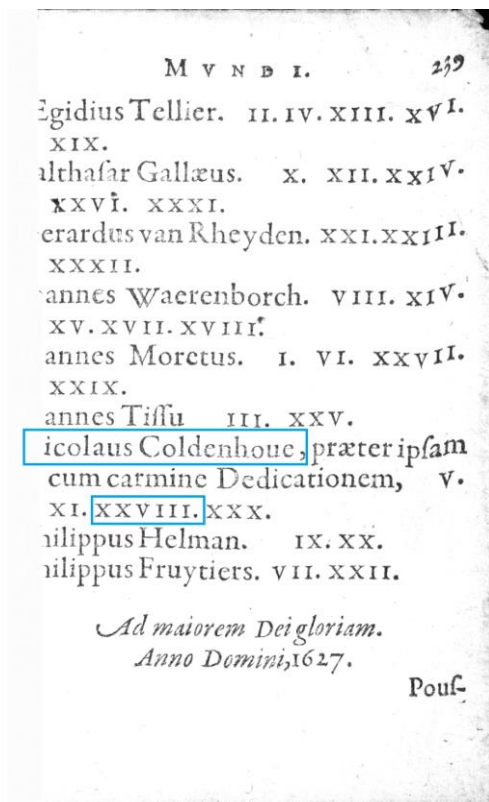 MVNDI. 239
Egidius Tellier. II. IV. XIII. XVI.
XIX.
althasar Gallæus. X. XII. XXIV.
XXVI. XXXI.
erardus van Rheyden. XXI. XXIII.
XXXII.
annes Waerenborch. VIII. XIV.
XV. XVII. XVIII.
annes Moretus. I. VI. XXVII.
XXIX.
annes Tissu III. XXV.
icolaus Coldenhoue, præter ipsam
cum carmine Dedicationem, V.
XI. XXVIII. XXX.
hilippus Helman. IX. XX.
hilippus Fruytiers. VII. XXII.
Ad maiorem Dei gloriam.
Anno Domini, 1627.
Pous-